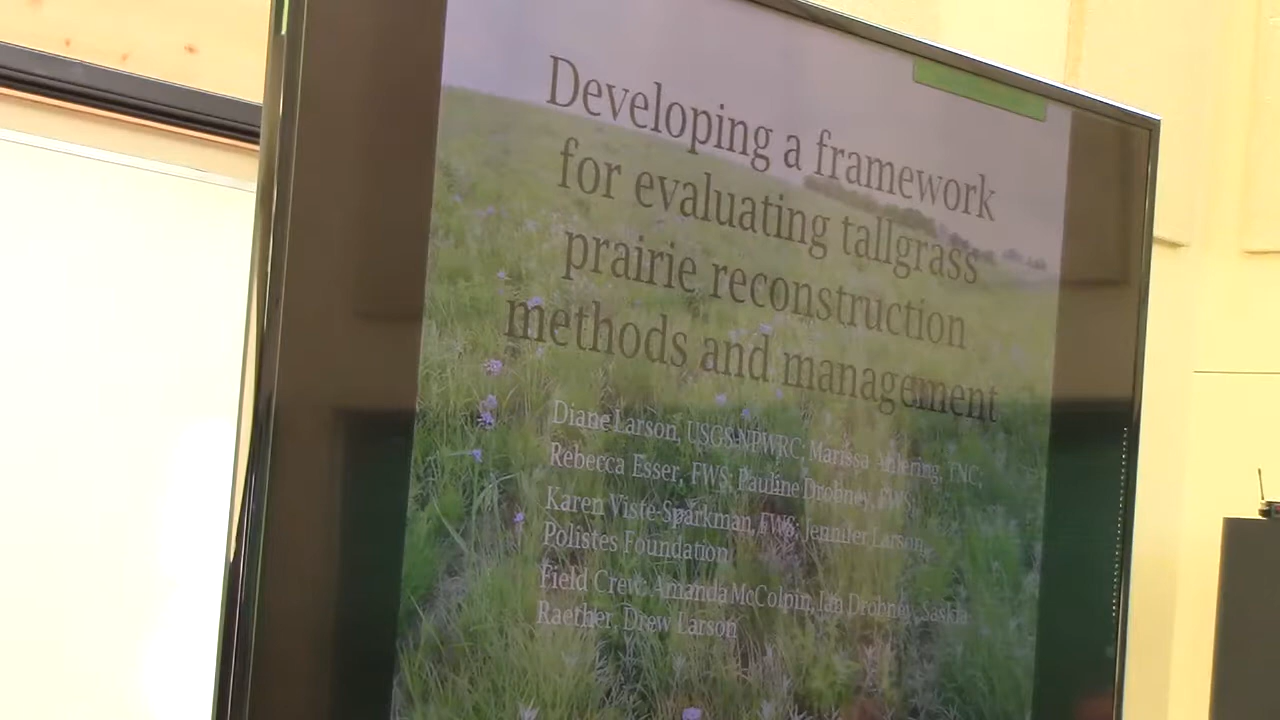 Developing a framework
for evaluating tallgrass
prairie reconstruction
methods and management
Diane Larson, USGS-NPWRC; Marissa Ahlering, TNC;
Rebecca Esser, FWS; Pauline Drobney, FWS;
Karen Viste-Sparkman, FWS; Jennifer Larson,
Polistes Foundation
Field Crew: Amanda McColpin, Ian Drobney, Saskia
Raether, Drew Larson